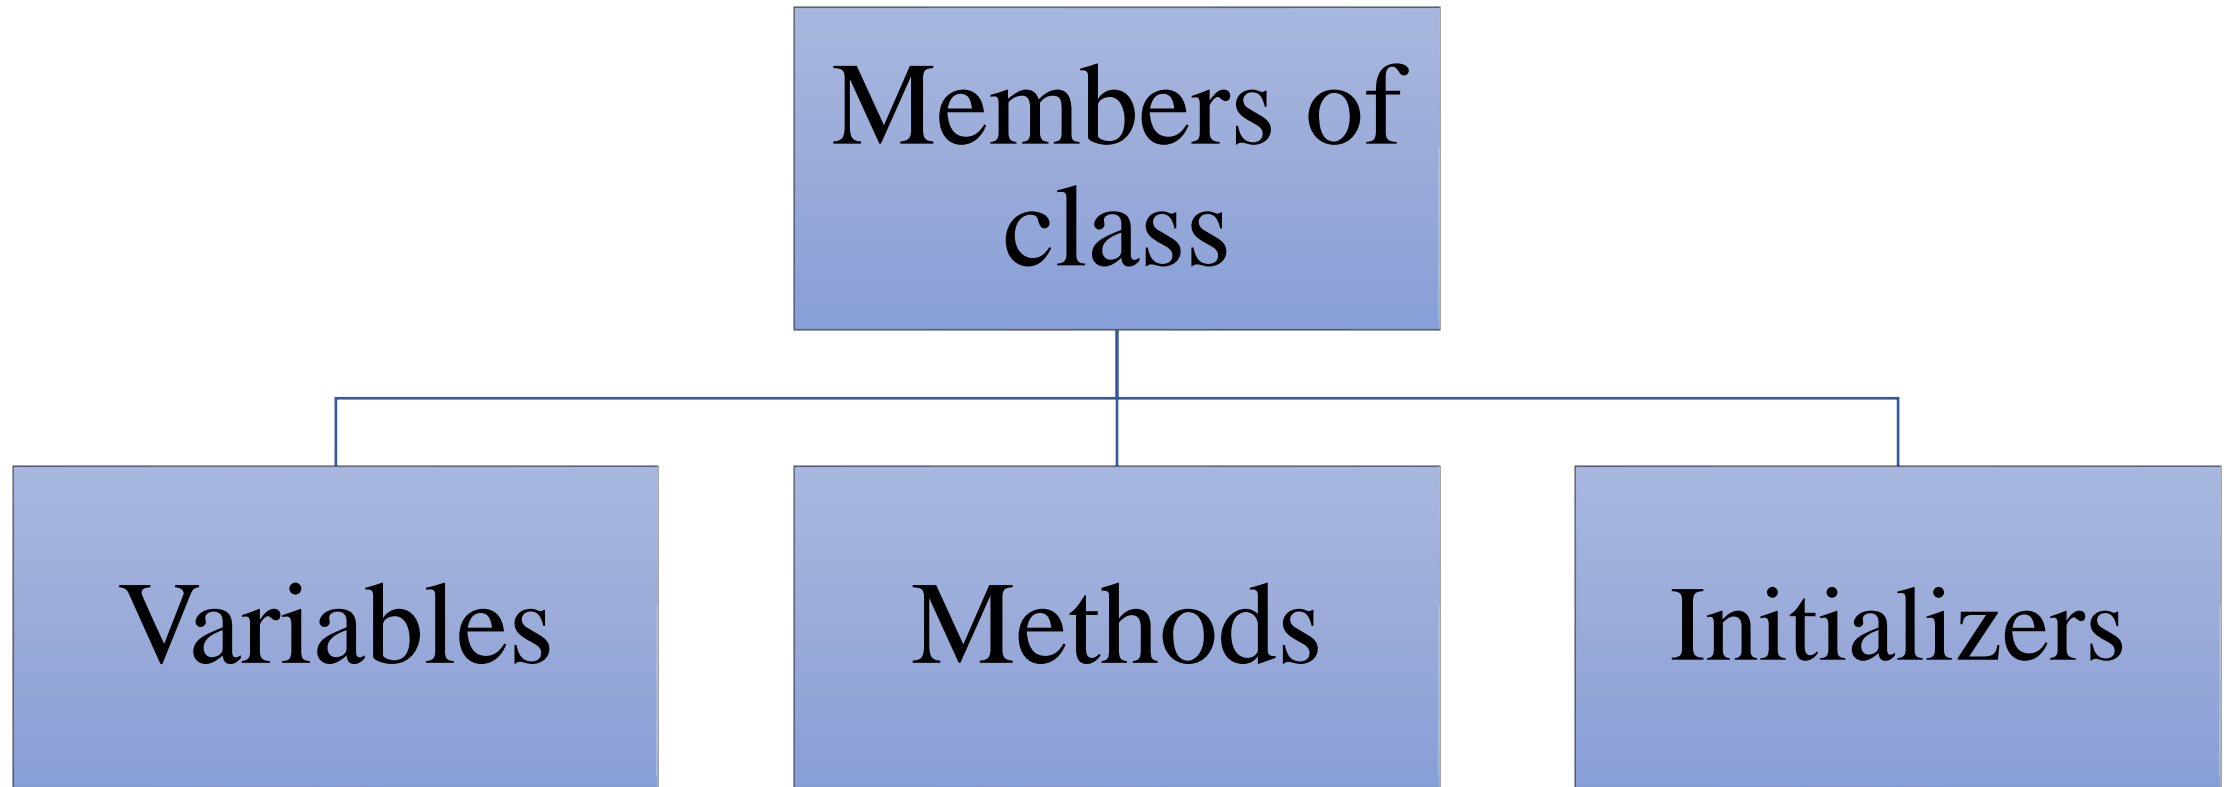 Members of
class
Variables
Methods
Initializers